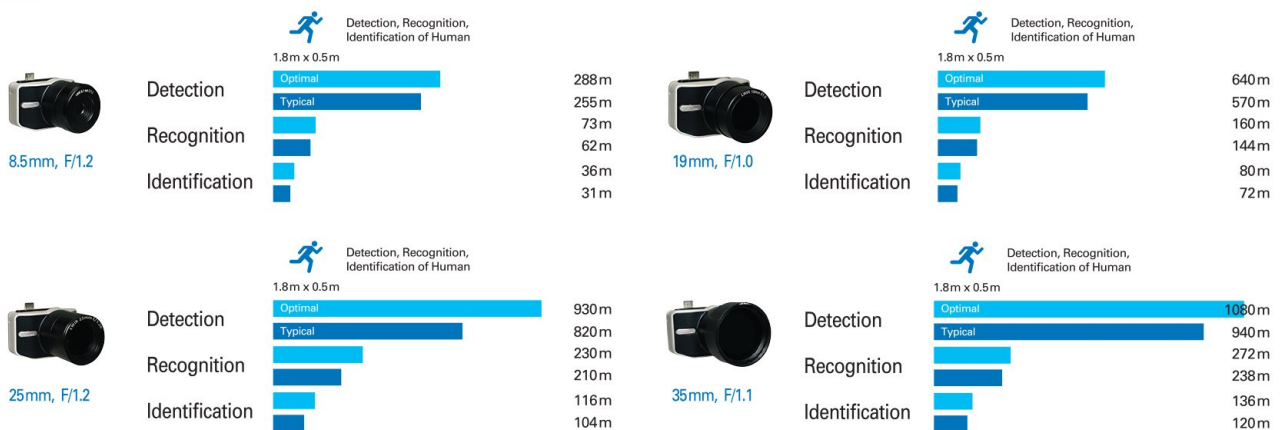 Detection, Recognition,
Identification of Human
1.8m x 0.5m
Detection
Optimal
288m
Typical
255m
Recognition
73m
62m
Identification
36m
31m
8.5mm, F/1.2
Detection, Recognition,
Identification of Human
1.8m x 0.5m
Detection
Optimal
640m
Typical
570m
Recognition
160m
144m
Identification
80m
72m
19mm, F/1.0
Detection, Recognition,
Identification of Human
1.8m x 0.5m
Detection
Optimal
930m
Typical
820m
Recognition
230m
210m
Identification
116m
104m
25mm, F/1.2
Detection, Recognition,
Identification of Human
1.8m x 0.5m
Detection
Optimal
1080m
Typical
940m
Recognition
272m
238m
Identification
136m
120m
35mm, F/1.1